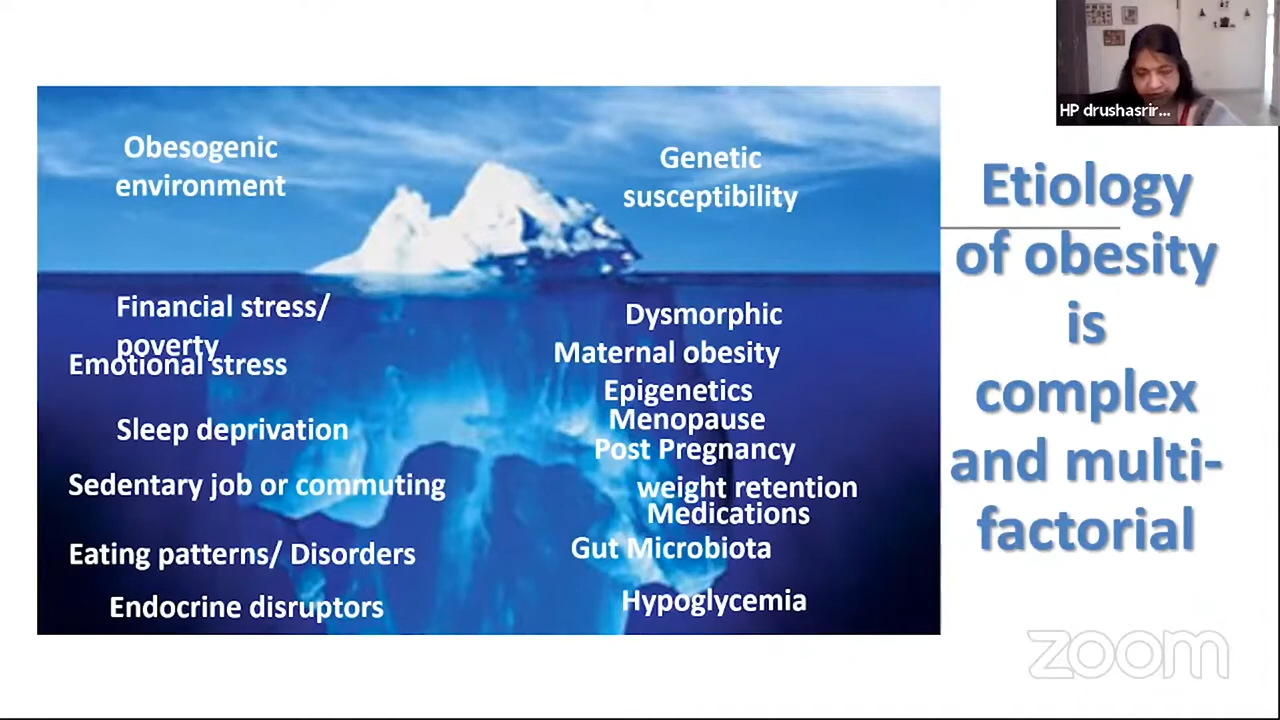 HP drushasrir...
Obesogenic
environment
Genetic
susceptibility
Financial stress/
poverty
Emotional stress
Sleep deprivation
Sedentary job or commuting
Eating patterns/ Disorders
Endocrine disruptors
Dysmorphic
Maternal obesity
Epigenetics
Menopause
Post Pregnancy
weight retention
Medications
Gut Microbiota
Hypoglycemia
Etiology
of obesity
is
complex
and multi-
factorial
zoom